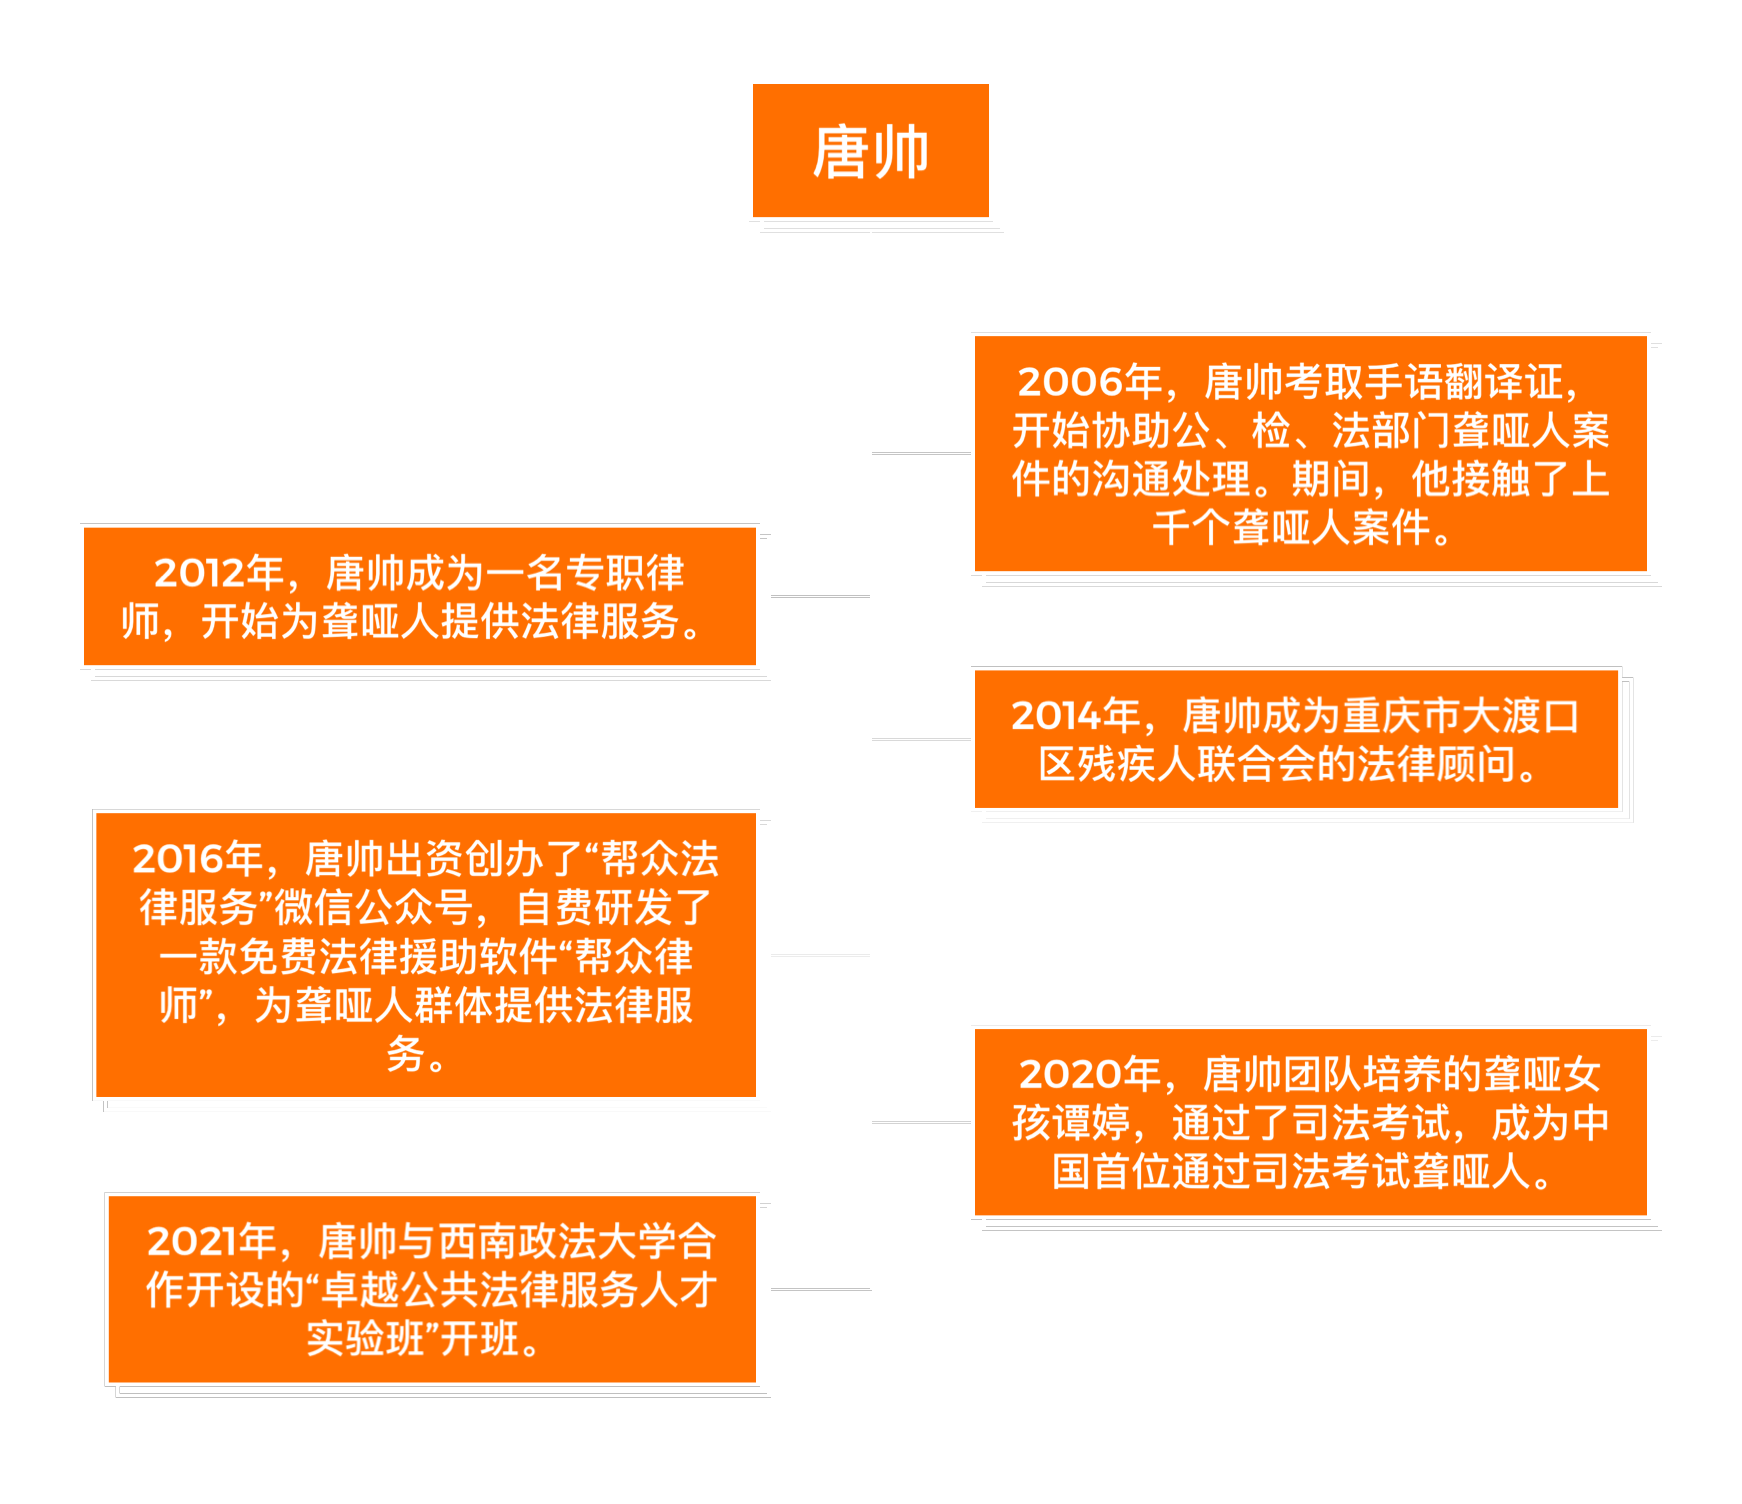 唐帅
2006年，唐帅考取手语翻译证，
开始协助公、检、法部门聋哑人案
件的沟通处理。期间，他接触了上
千个聋哑人案件。
2012年，唐帅成为一名专职律
师，开始为聋哑人提供法律服务。
2014年，唐帅成为重庆市大渡口
区残疾人联合会的法律顾问。
2016年，唐帅出资创办了“帮众法
律服务”微信公众号，自费研发了
一款免费法律援助软件“帮众律
师”，为聋哑人群体提供法律服
务。
2020年，唐帅团队培养的聋哑女
孩谭婷，通过了司法考试，成为中
国首位通过司法考试聋哑人。
2021年，唐帅与西南政法大学合
作开设的“卓越公共法律服务人才
实验班”开班。